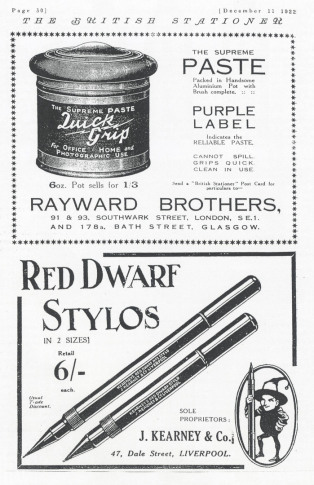 Page 50]
[December 11 1922
THE BRITISH STATIONER
THE SUPREME PASTE
Quick Grip
For OFFICE HOME and
PHOTOGRAPHIC USE
6oz. Pot sells for 1/3
THE SUPREME
PASTE
Packed in Handsome
Aluminium Pot with
Brush complete. :: ::
PURPLE
LABEL
Indicates the
RELIABLE PASTE.
CANNOT SPILL
GRIPS QUICK
CLEAN IN USE
Send a "British Stationer" Post Card for
particulars to—
RAYWARD BROTHERS,
91 & 93, SOUTHWARK STREET, LONDON, S.E.1.
AND 178a, BATH STREET, GLASGOW.
RED DWARF
STYLOS
IN 2 SIZES]
Retail
6/-
each.
Usual
Trade
Discount.
SOLE
PROPRIETORS:
J. KEARNEY & Co.,
47, Dale Street, LIVERPOOL.